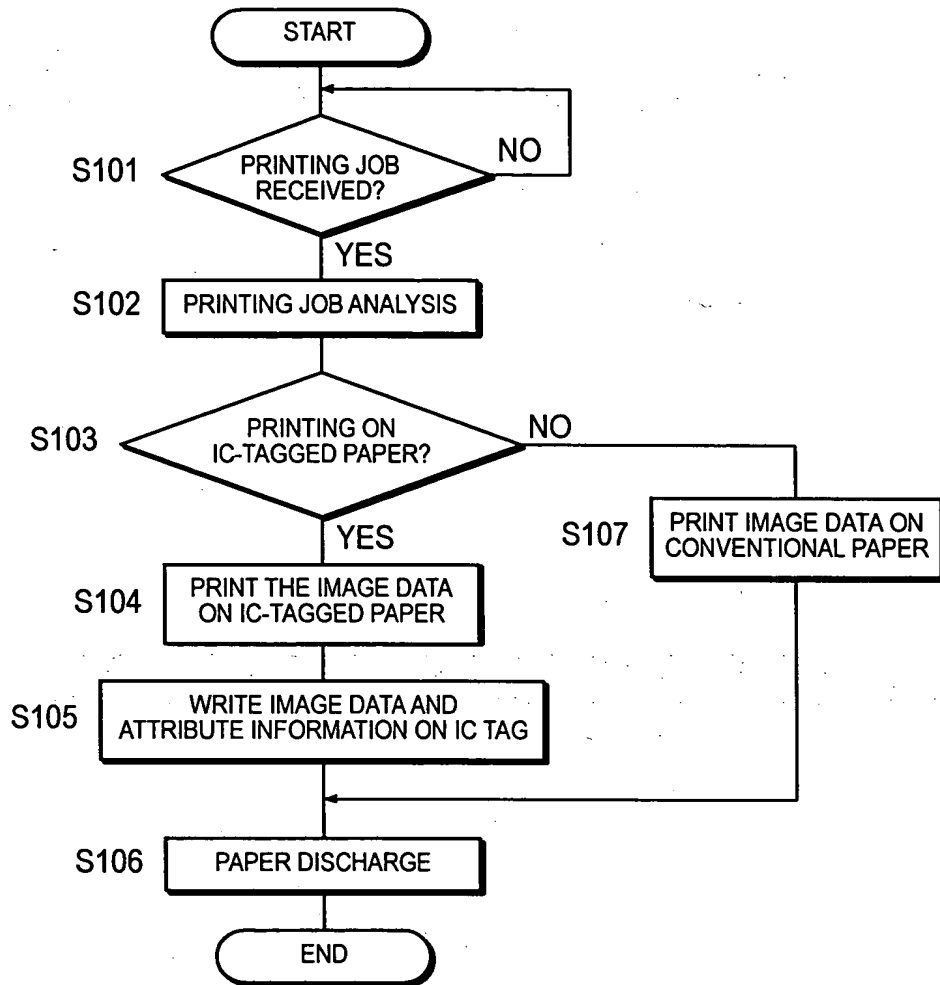 START
S101
PRINTING JOB
RECEIVED?
NO
YES
S102
PRINTING JOB ANALYSIS
S103
PRINTING ON
IC-TAGGED PAPER?
NO
YES
S107
PRINT IMAGE DATA ON
CONVENTIONAL PAPER
S104
PRINT THE IMAGE DATA
ON IC-TAGGED PAPER
S105
WRITE IMAGE DATA AND
ATTRIBUTE INFORMATION ON IC TAG
S106
PAPER DISCHARGE
END